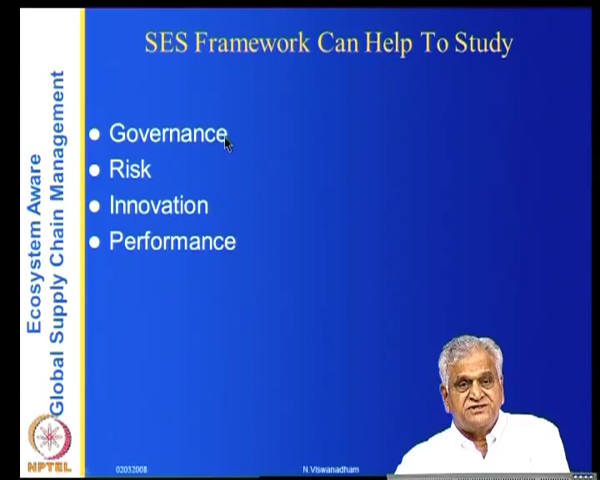 SES Framework Can Help To Study
Governance
Risk
Innovation
Performance
Ecosystem Aware
Global Supply Chain Management
NPTEL
02032008
N.Viswanadham